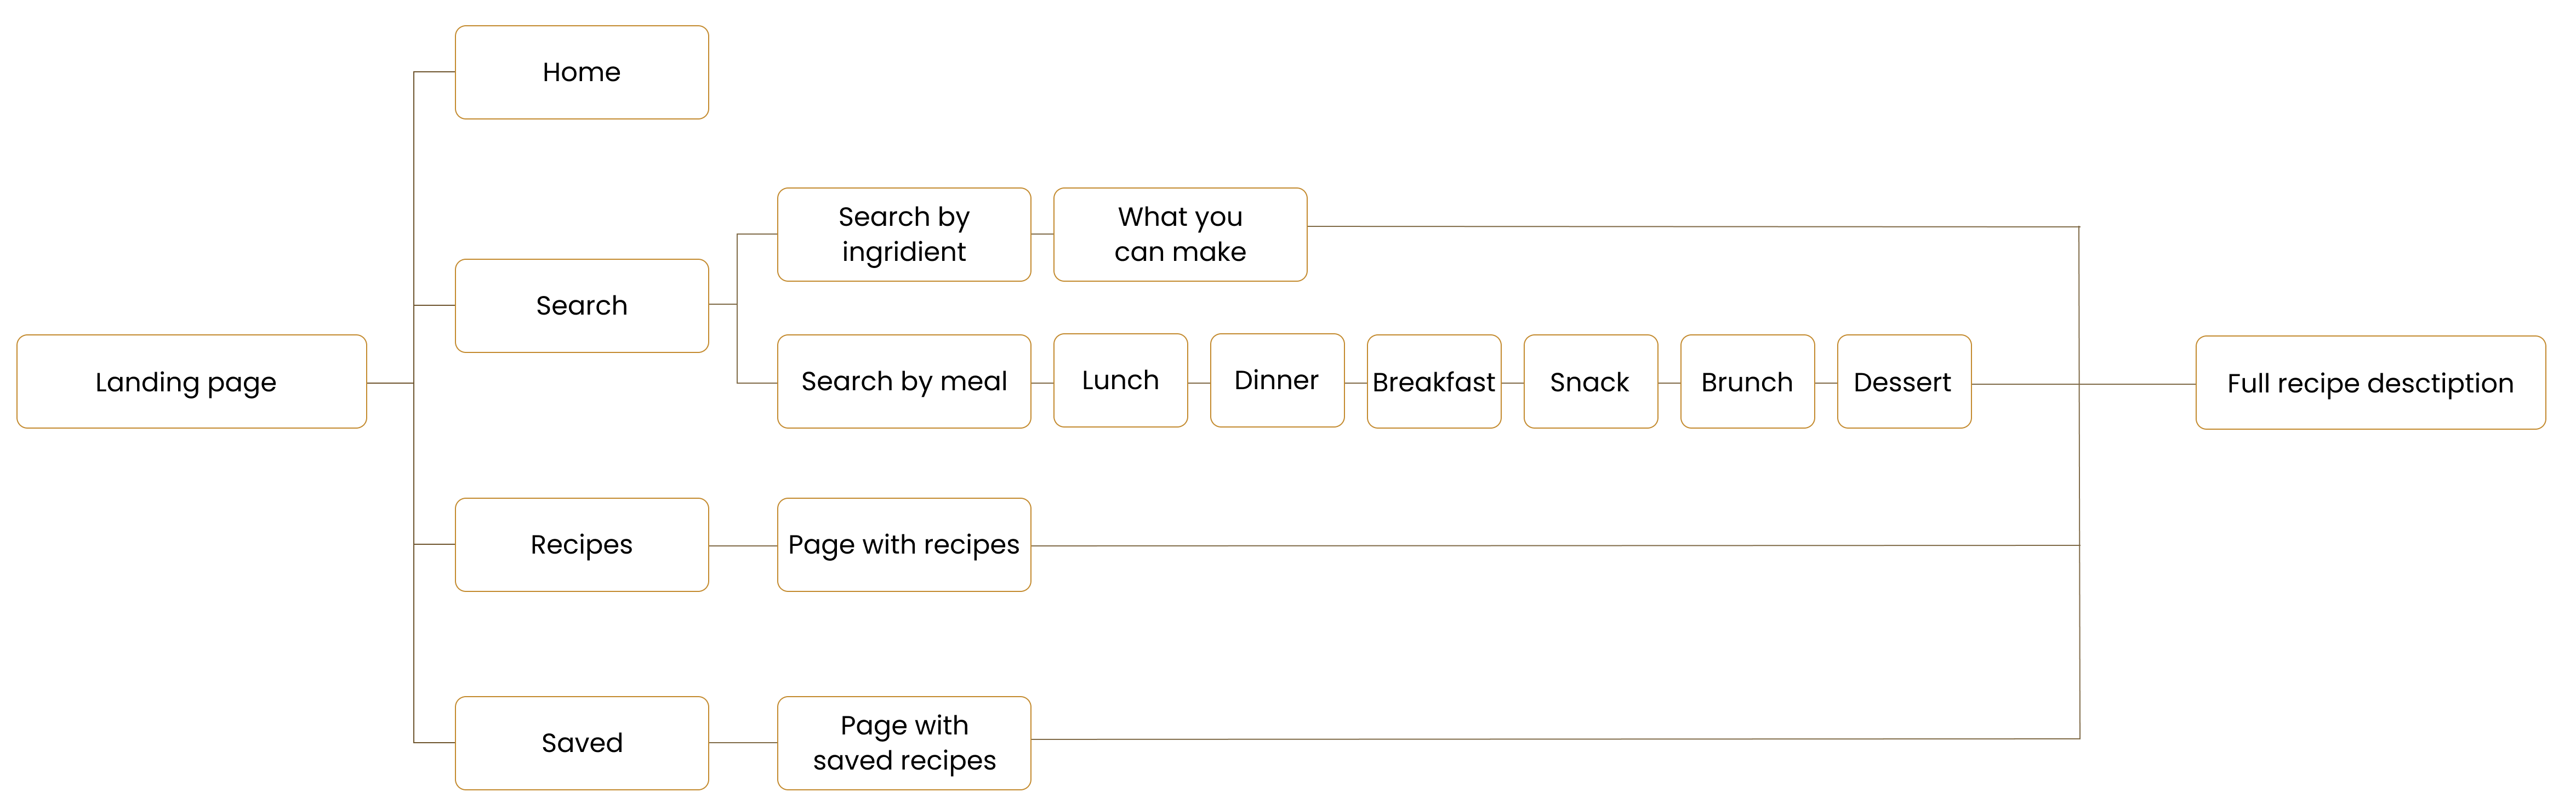 Home
Search by
ingridient
What you
can make
Search
Landing page
Search by meal
Lunch
Dinner
Breakfast
Snack
Brunch
Dessert
Full recipe desctiption
Recipes
Page with recipes
Saved
Page with
saved recipes